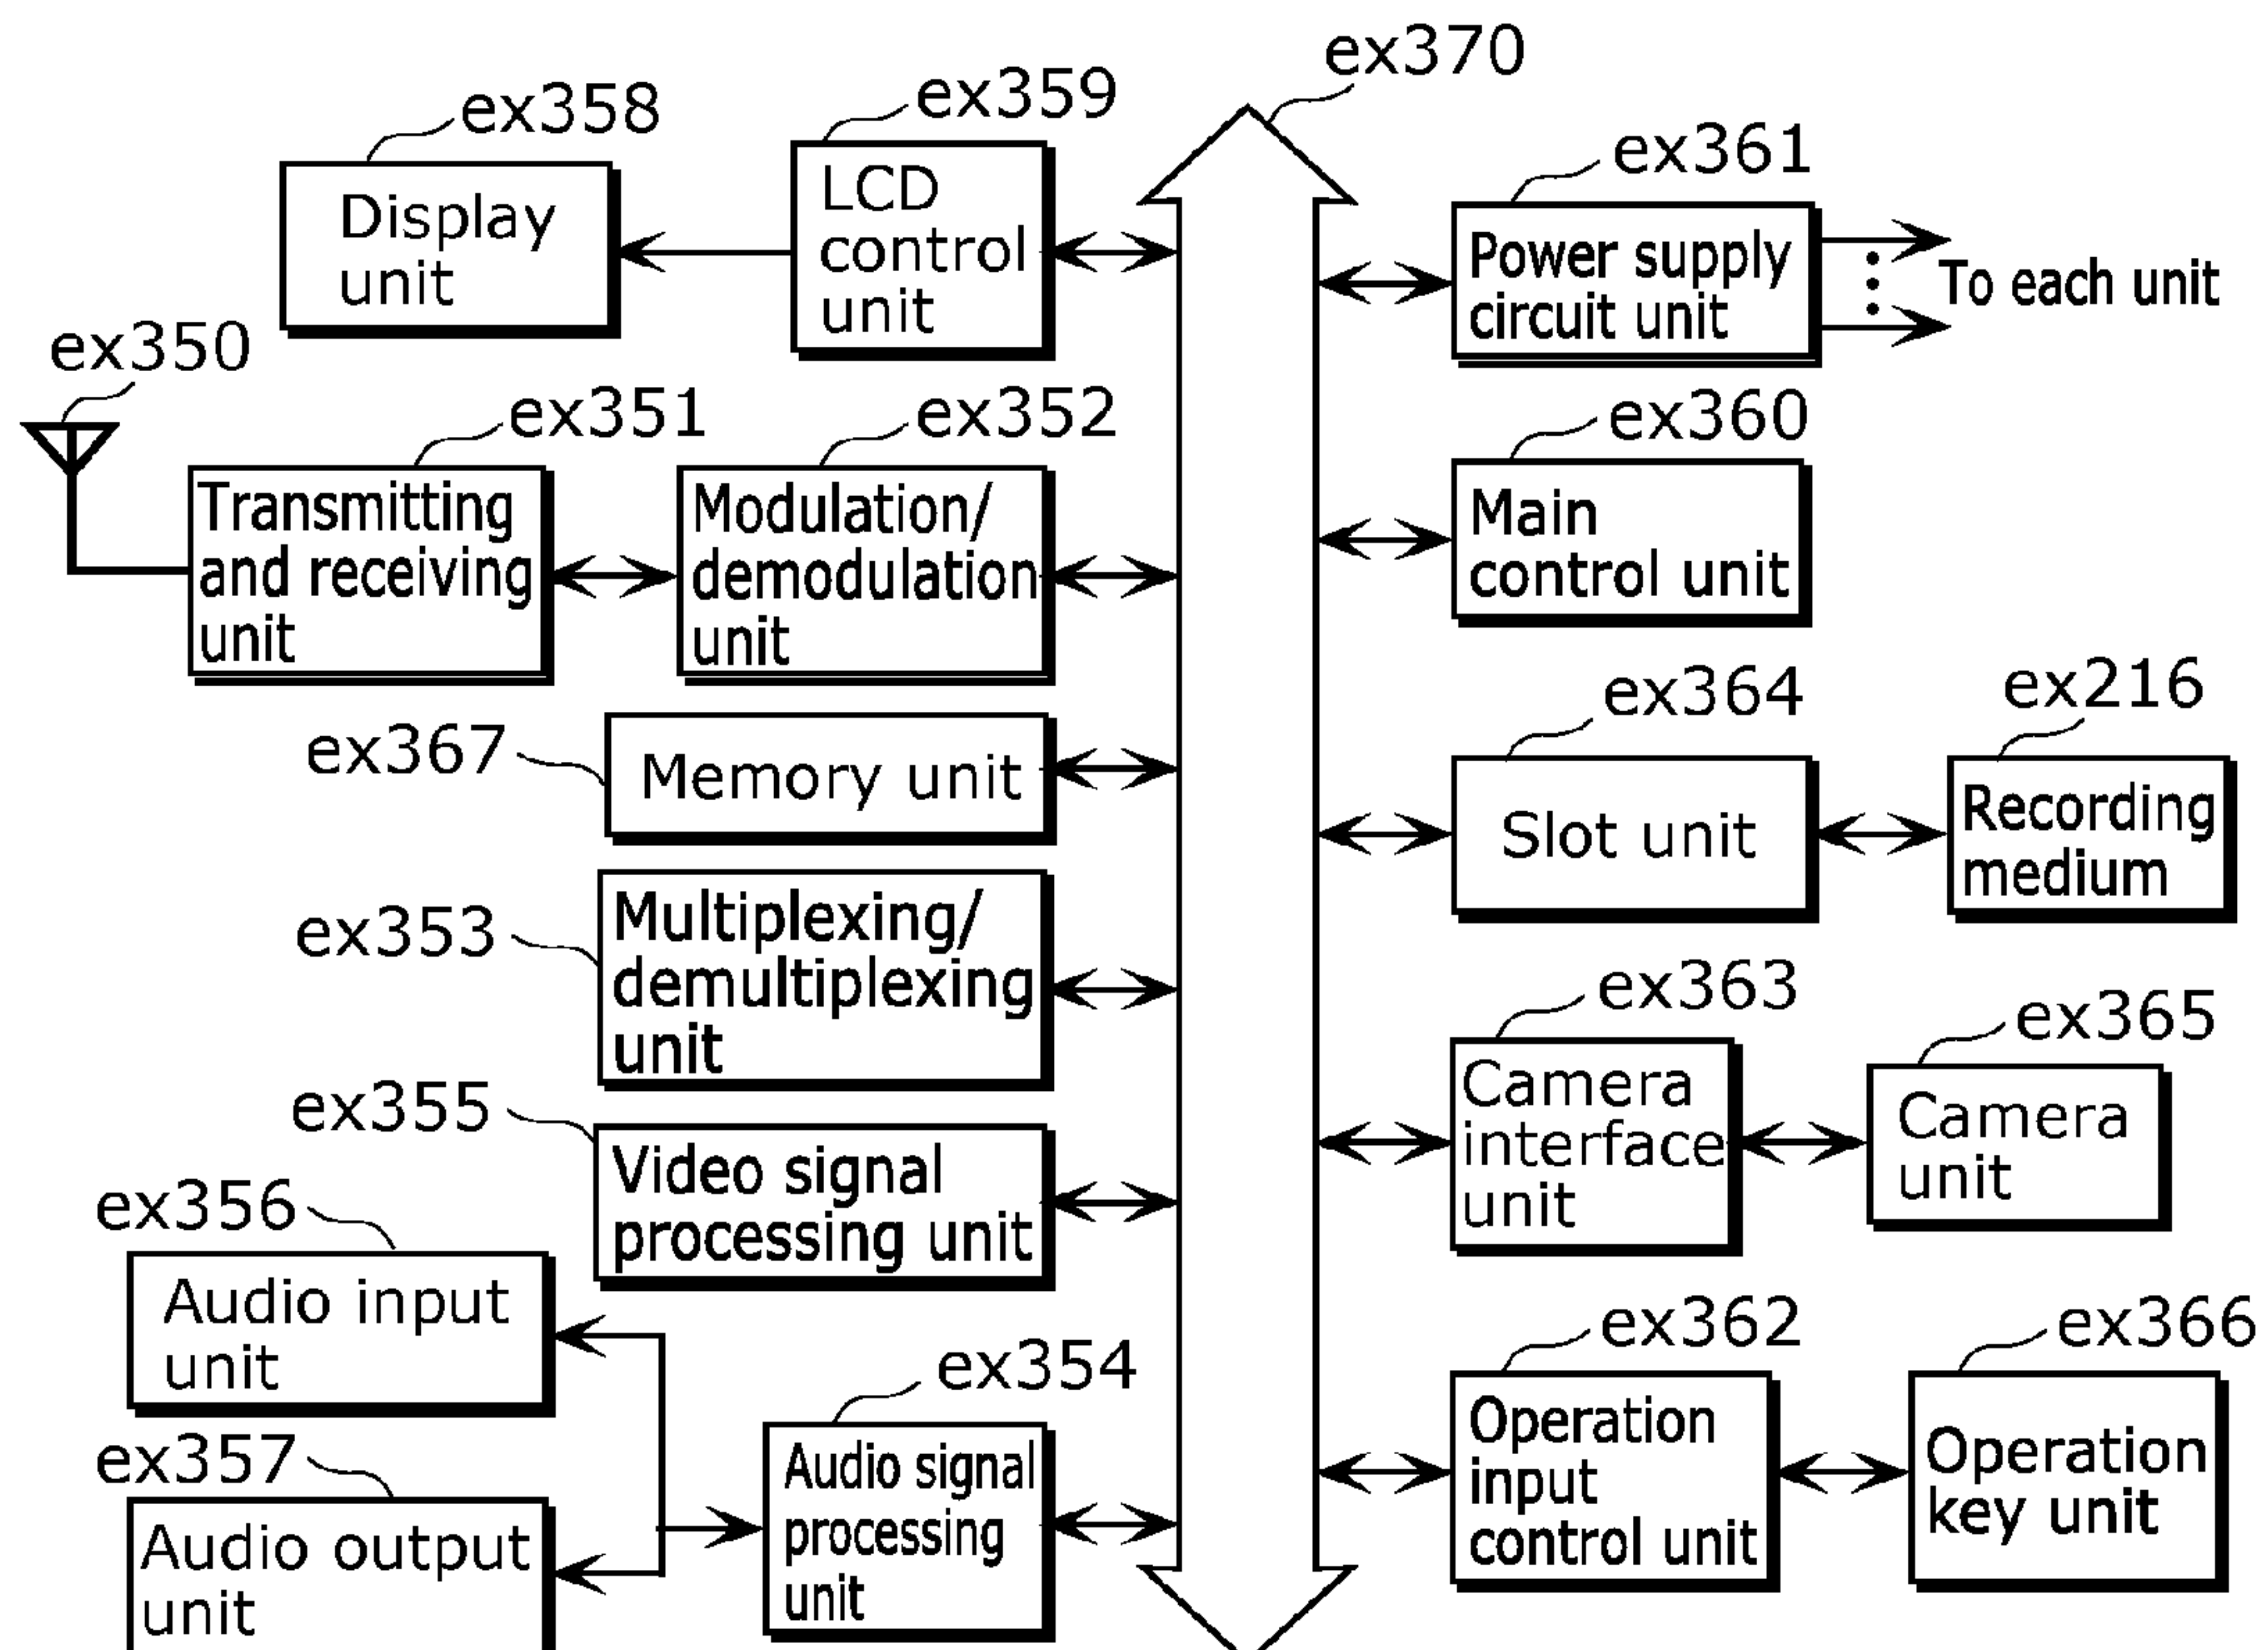 ex370
ex358
ex359
ex361
Display
unit
LCD
control
unit
Power supply
circuit unit
To each unit
ex350
ex351
ex352
ex360
Transmitting
and receiving
unit
Modulation/
demodulation
unit
Main
control unit
ex367
Memory unit
ex364
ex216
Slot unit
Recording
medium
ex353
Multiplexing/
demultiplexing
unit
ex363
ex365
Camera
interface
unit
Camera
unit
ex355
Video signal
processing unit
ex356
Audio input
unit
ex354
ex362
ex366
ex357
Audio output
unit
Audio signal
processing
unit
Operation
input
control unit
Operation
key unit